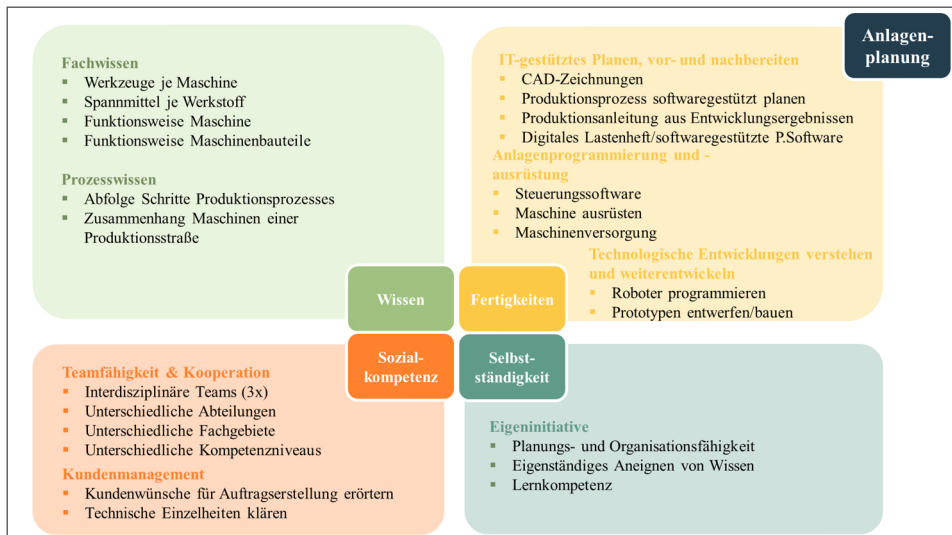 Anlagen-
planung
Fachwissen
▪ Werkzeuge je Maschine
▪ Spannmittel je Werkstoff
▪ Funktionsweise Maschine
▪ Funktionsweise Maschinenbauteile
Prozesswissen
▪ Abfolge Schritte Produktionsprozesses
▪ Zusammenhang Maschinen einer
Produktionsstraße
IT-gestütztes Planen, vor- und nachbereiten
▪ CAD-Zeichnungen
▪ Produktionsprozess softwaregestützt planen
▪ Produktionsanleitung aus Entwicklungsergebnissen
▪ Digitales Lastenheft/softwaregestützte P.Software
Anlagenprogrammierung und -
ausrüstung
▪ Steuerungssoftware
▪ Maschine ausrüsten
▪ Maschinenversorgung
Technologische Entwicklungen verstehen
und weiterentwickeln
▪ Roboter programmieren
▪ Prototypen entwerfen/bauen
Wissen
Fertigkeiten
Sozial-
kompetenz
Selbst-
ständigkeit
Teamfähigkeit & Kooperation
▪ Interdisziplinäre Teams (3x)
▪ Unterschiedliche Abteilungen
▪ Unterschiedliche Fachgebiete
▪ Unterschiedliche Kompetenzniveaus
Kundenmanagement
▪ Kundenwünsche für Auftragserstellung erörtern
▪ Technische Einzelheiten klären
Eigeninitiative
▪ Planungs- und Organisationsfähigkeit
▪ Eigenständiges Aneignen von Wissen
▪ Lernkompetenz